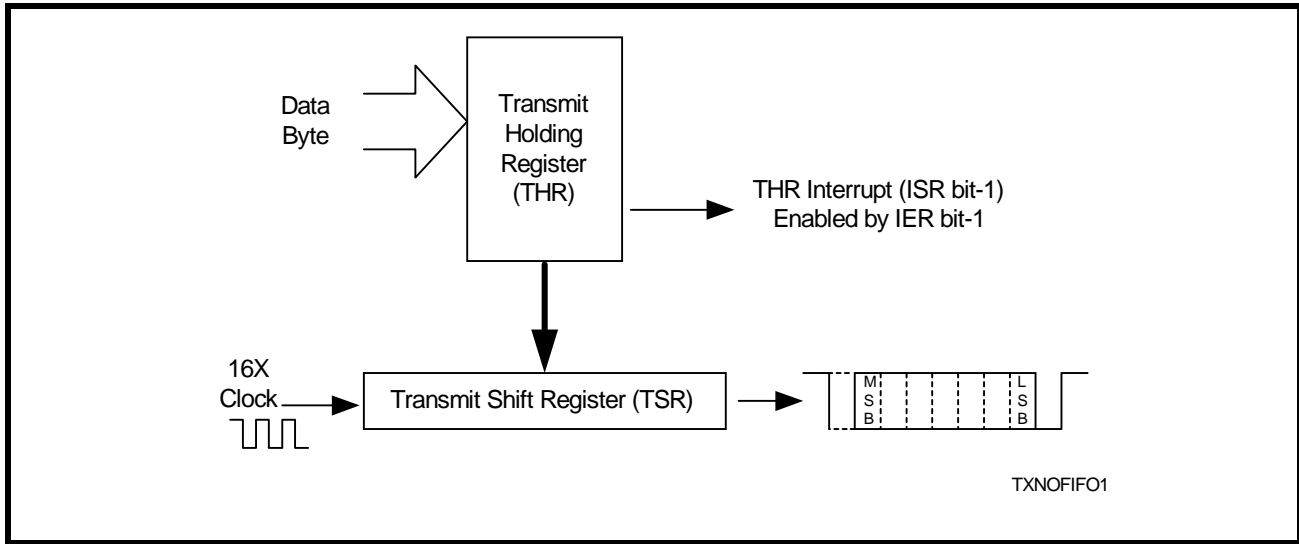 Data
Byte
Transmit
Holding
Register
(THR)
THR Interrupt (ISR bit-1)
Enabled by IER bit-1
16X
Clock
Transmit Shift Register (TSR)
M
S
B
L
S
B
TXNOFIFO1